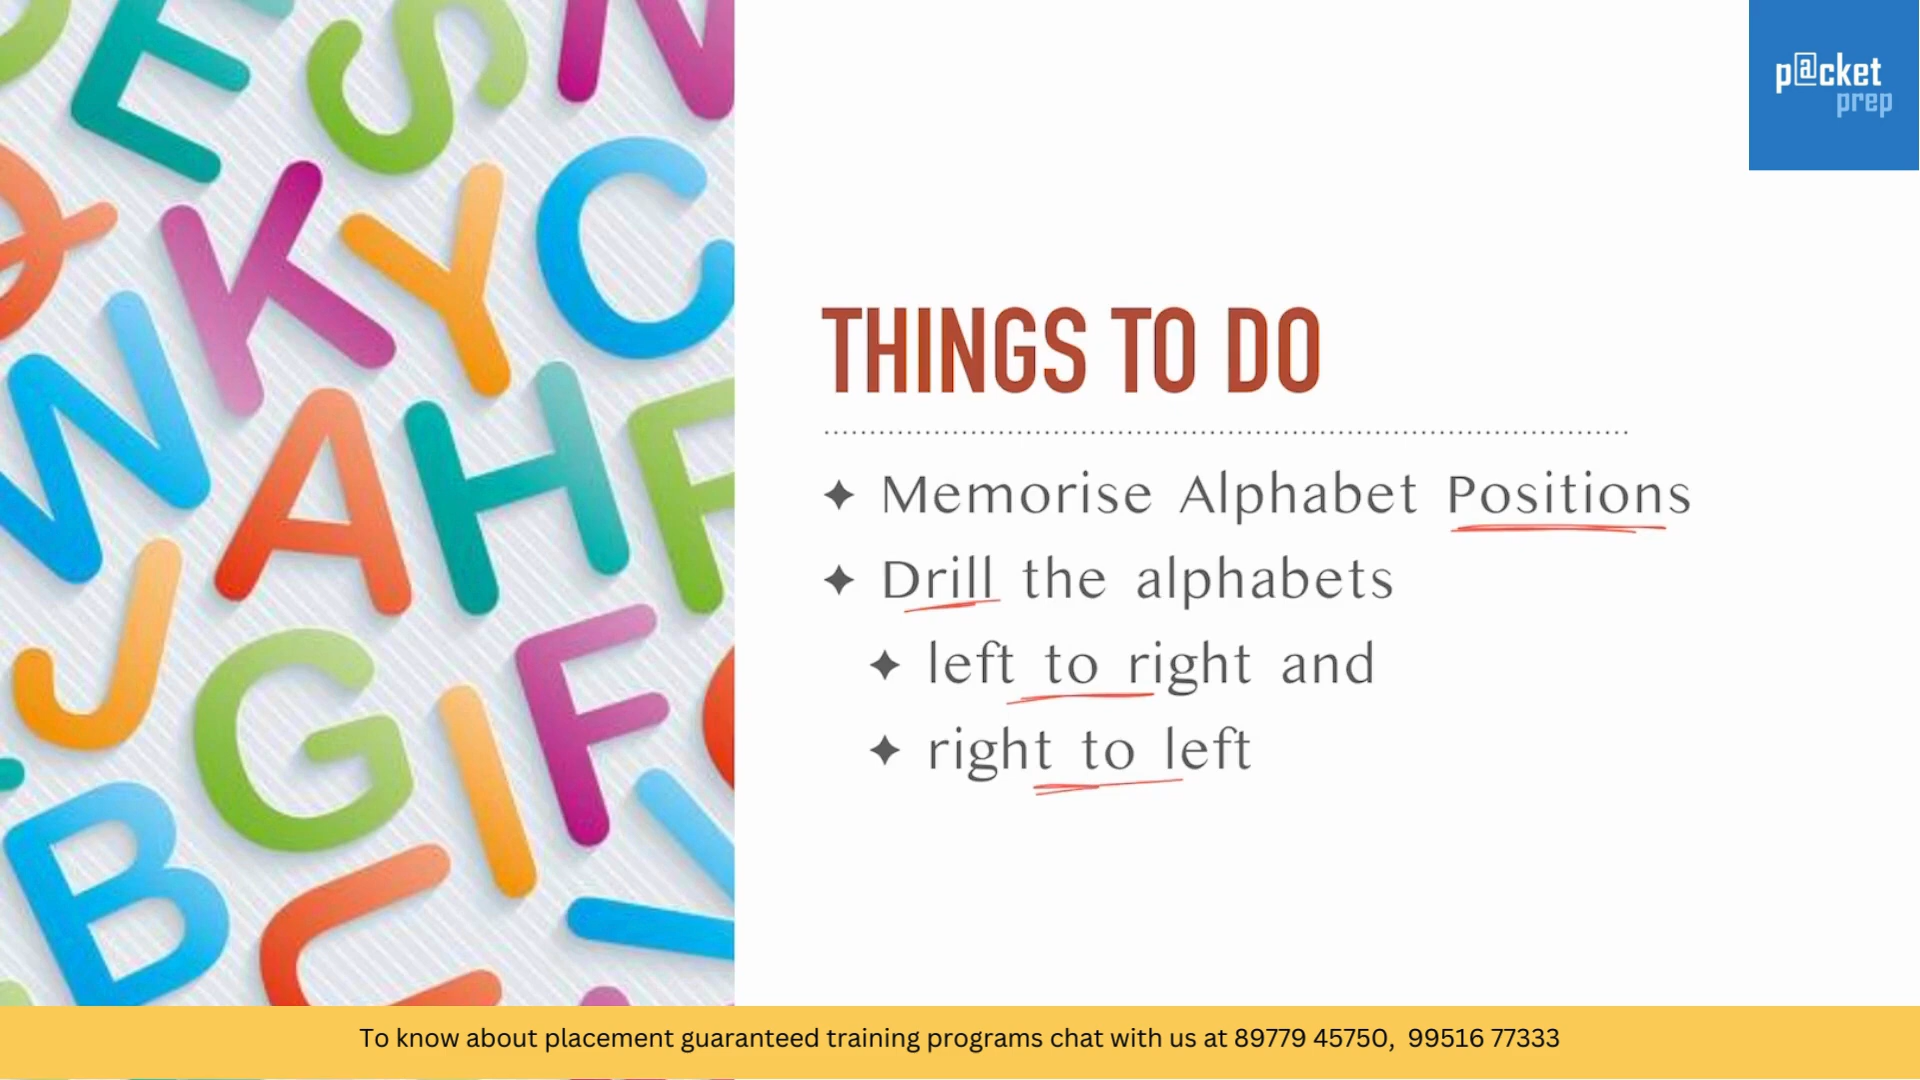 p@cket
prep
THINGS TO DO
✦ Memorise Alphabet Positions
✦ Drill the alphabets
✦ left to right and
✦ right to left
To know about placement guaranteed training programs chat with us at 89779 45750, 99516 77333
E
S
K
Y
C
W
A
H
J
G
I
F
B